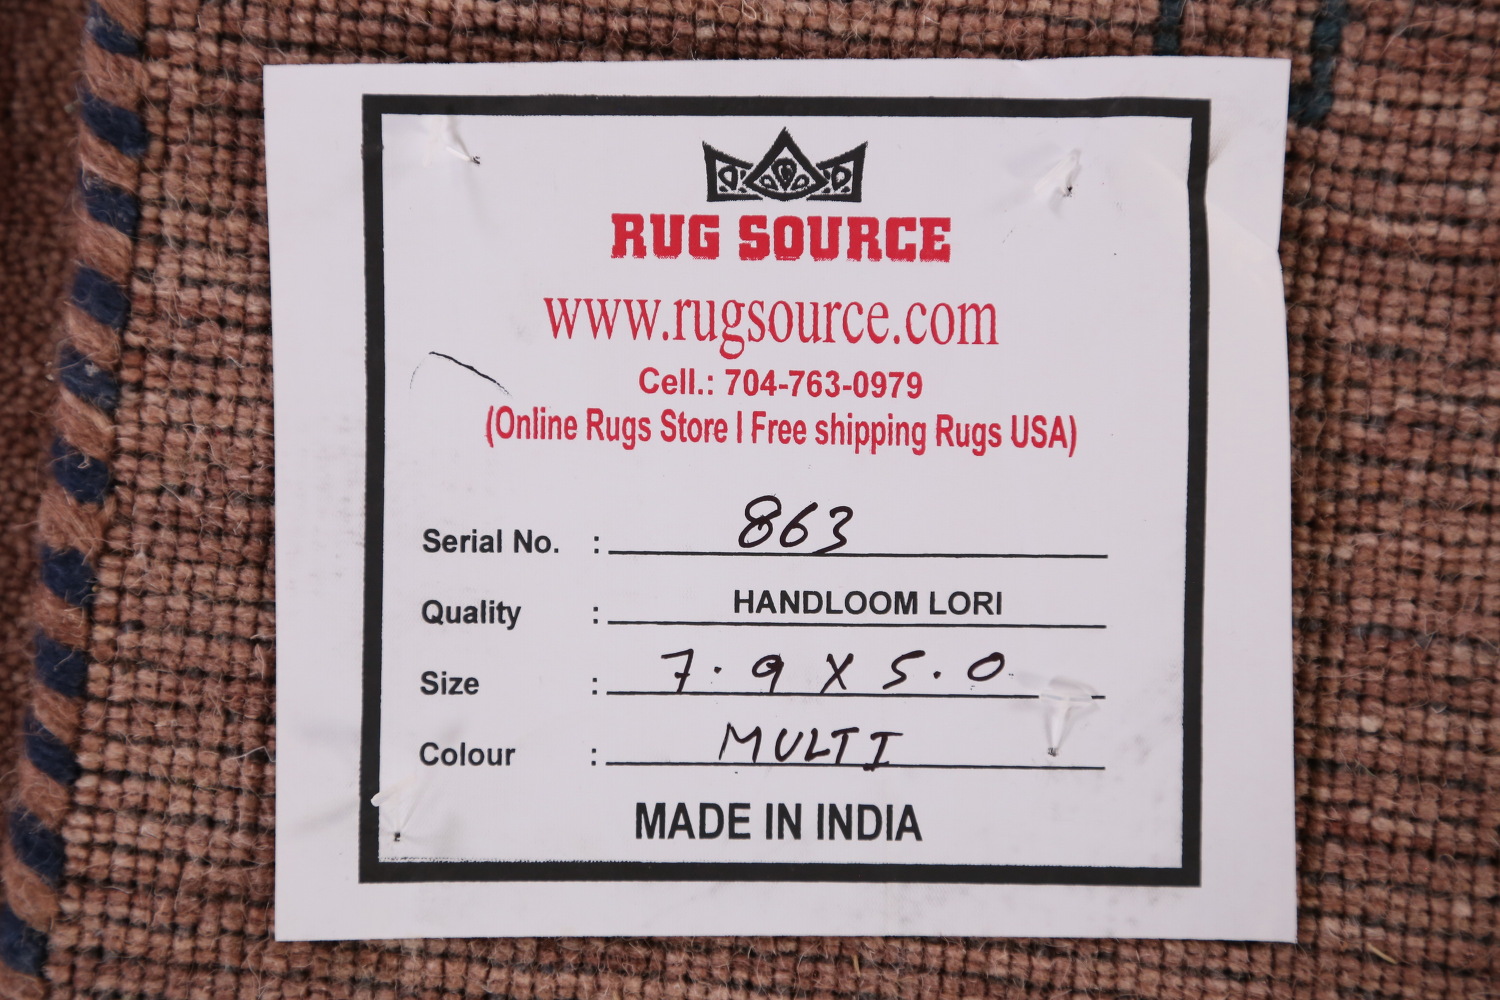 RUG SOURCE
www.rugsource.com
Cell.: 704-763-0979
(Online Rugs Store I Free shipping Rugs USA)
Serial No. : 863
Quality : HANDLOOM LORI
Size : 7.9 X 5.0
Colour : MULTI
MADE IN INDIA